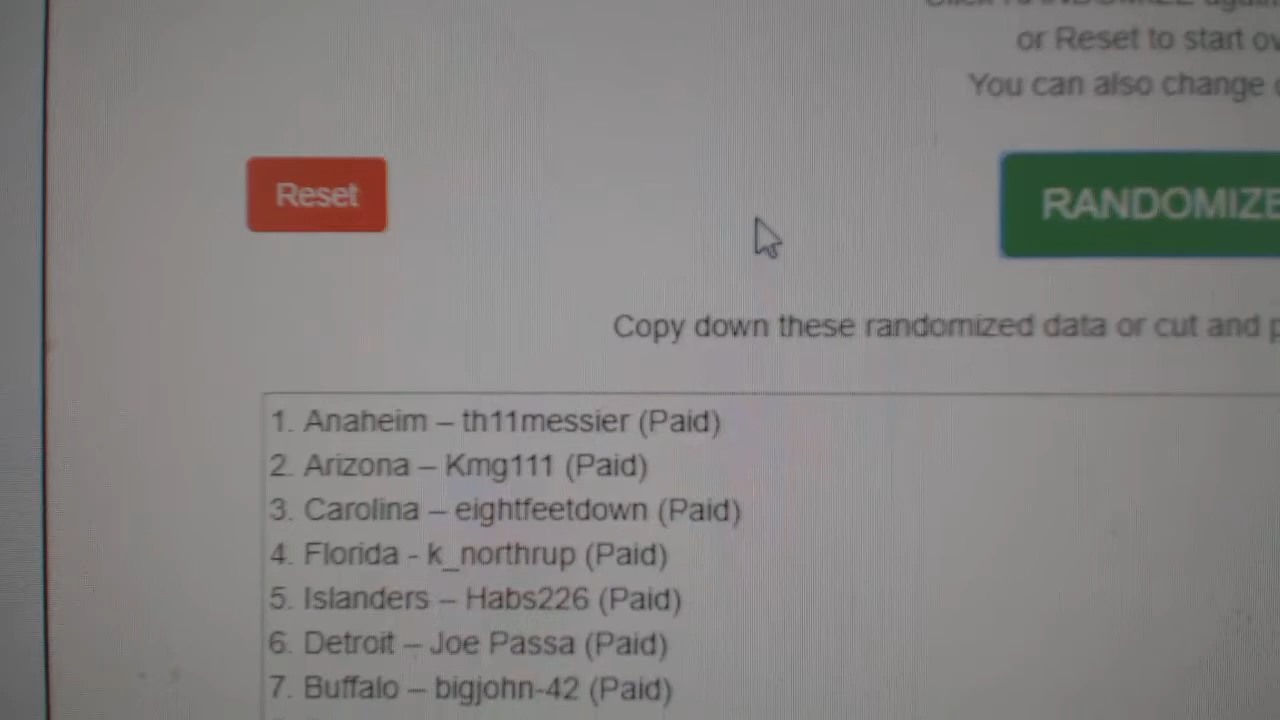 or Reset to start
You can also change
Reset
RANDOMIZE
Copy down these randomized data or cut and
1. Anaheim – th11messier (Paid)
2. Arizona – Kmg111 (Paid)
3. Carolina – eightfeetdown (Paid)
4. Florida - k_northrup (Paid)
5. Islanders – Habs226 (Paid)
6. Detroit – Joe Passa (Paid)
7. Buffalo – bigjohn-42 (Paid)